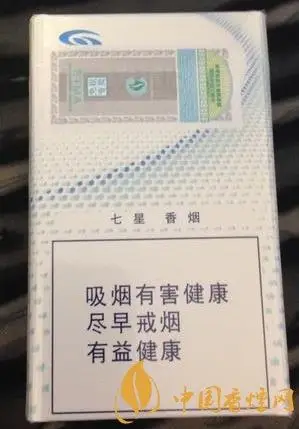 七星 香烟
吸烟有害健康
尽早戒烟
有益健康
中国香烟网